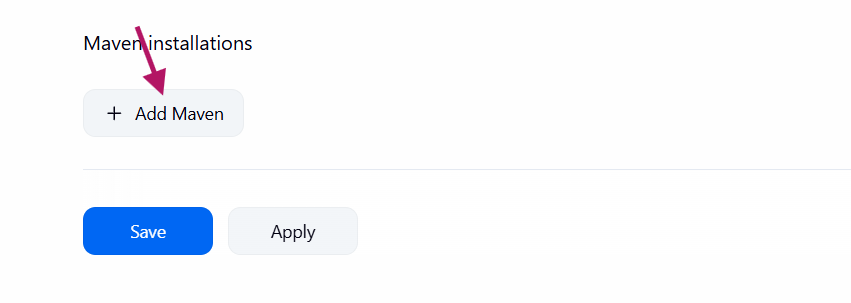 Maven installations
+ Add Maven
Save
Apply